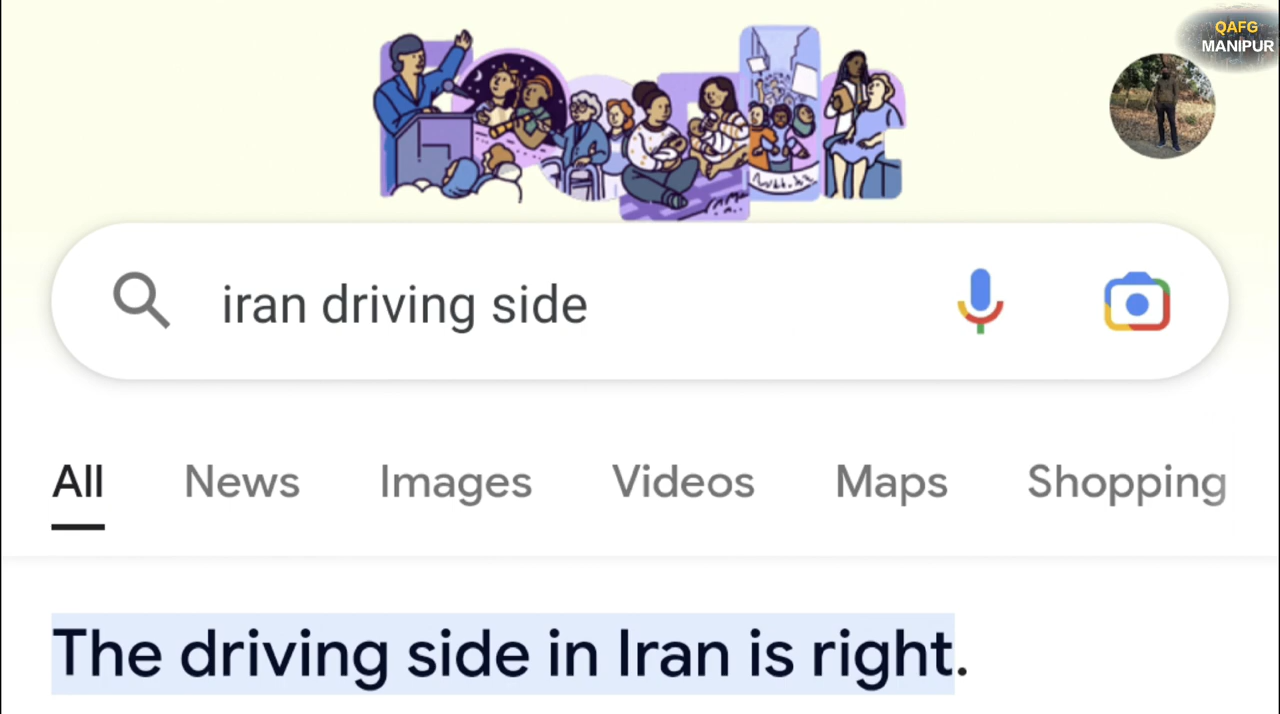 QAFG
MANIPUR
iran driving side
All News Images Videos Maps Shopping
The driving side in Iran is right.